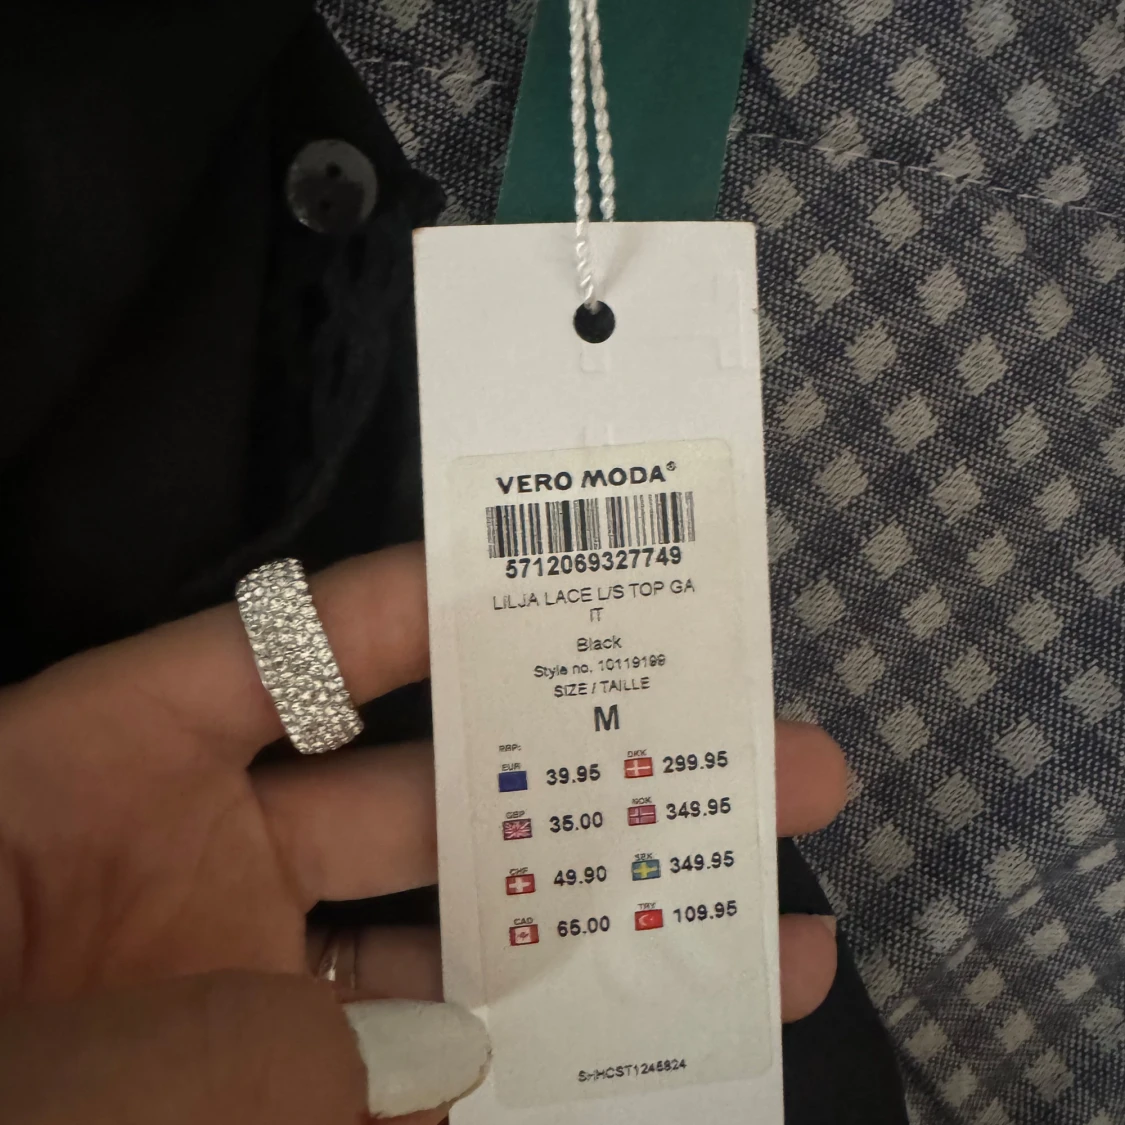 VERO MODA®
5712069327749
LILJA LACE L/S TOP GA
IT
Black
Style no. 10119199
SIZE / TAILLE
M
RRP:
EUR 39.95 DKK 299.95
GBP 35.00 NOK 349.95
CHF 49.90 SEK 349.95
CAD 65.00 TRY 109.95
SHHCST1245824